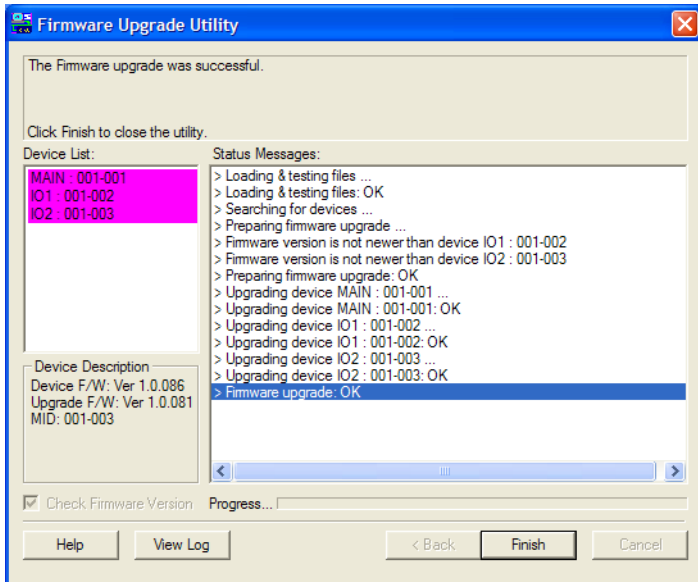 Firmware Upgrade Utility
The Firmware upgrade was successful.
Click Finish to close the utility.
Device List:
MAIN : 001-001
IO1 : 001-002
IO2 : 001-003
Status Messages:
> Loading & testing files ...
> Loading & testing files: OK
> Searching for devices ...
> Preparing firmware upgrade ...
> Firmware version is not newer than device IO1 : 001-002
> Firmware version is not newer than device IO2 : 001-003
> Preparing firmware upgrade: OK
> Upgrading device MAIN : 001-001 ...
> Upgrading device MAIN : 001-001: OK
> Upgrading device IO1 : 001-002 ...
> Upgrading device IO1 : 001-002: OK
> Upgrading device IO2 : 001-003 ...
> Upgrading device IO2 : 001-003: OK
> Firmware upgrade: OK
Device Description
Device F/W: Ver 1.0.086
Upgrade F/W: Ver 1.0.081
MID: 001-003
Check Firmware Version
Progress...
Help
View Log
< Back
Finish
Cancel